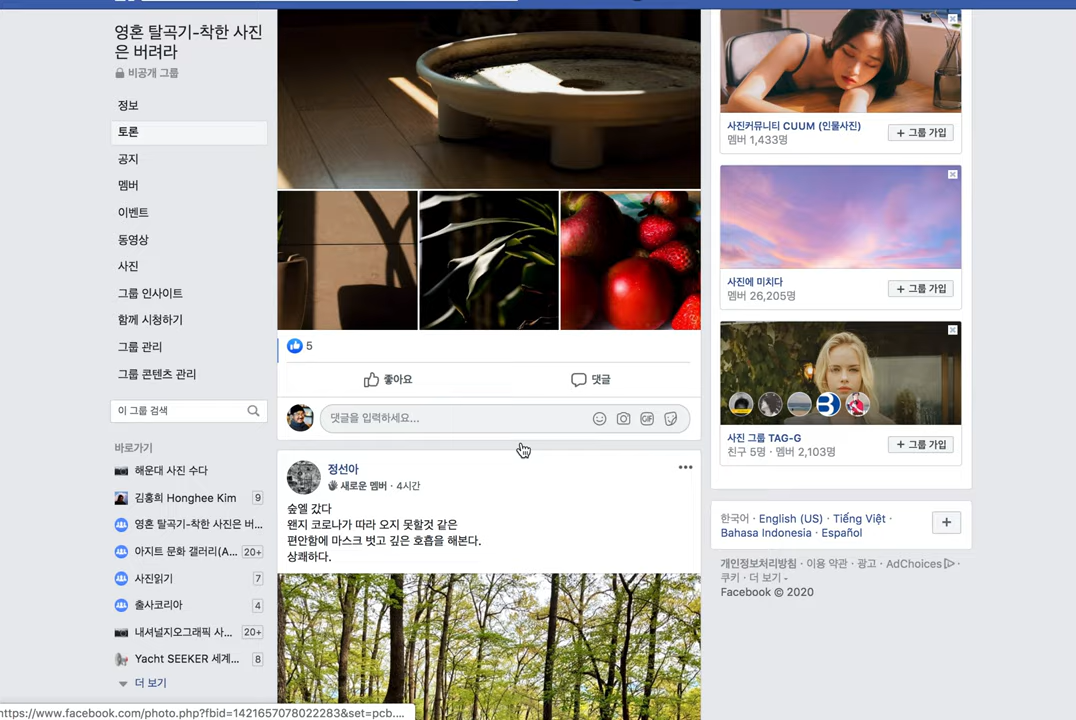 영혼 탈곡기-착한 사진
은 버려라
비공개 그룹
정보
토론
공지
멤버
이벤트
동영상
사진
그룹 인사이트
함께 시청하기
그룹 관리
그룹 콘텐츠 관리
이 그룹 검색
바로가기
해운대 사진 수다
김홍희 Honghee Kim 9
영혼 탈곡기-착한 사진은 버...
아지트 문화 갤러리(A... 20+
사진읽기 7
출사코리아 4
내셔널지오그래픽 사... 20+
Yacht SEEKER 세계... 8
더 보기
https://www.facebook.com/photo.php?fbid=1421657078022283&set=pcb....
5
좋아요
댓글
댓글을 입력하세요...
GIF
정선아
새로운 멤버 · 4시간
숲엘 갔다
왠지 코로나가 따라 오지 못할것 같은
편안함에 마스크 벗고 깊은 호흡을 해본다.
상쾌하다.
사진커뮤니티 CUUM (인물사진)
멤버 1,433명
+ 그룹 가입
사진에 미치다
멤버 26,205명
+ 그룹 가입
사진 그룹 TAG-G
친구 5명 · 멤버 2,103명
+ 그룹 가입
한국어 · English (US) · Tiếng Việt ·
Bahasa Indonesia · Español
개인정보처리방침 · 이용 약관 · 광고 · AdChoices ·
쿠키 · 더 보기
Facebook © 2020